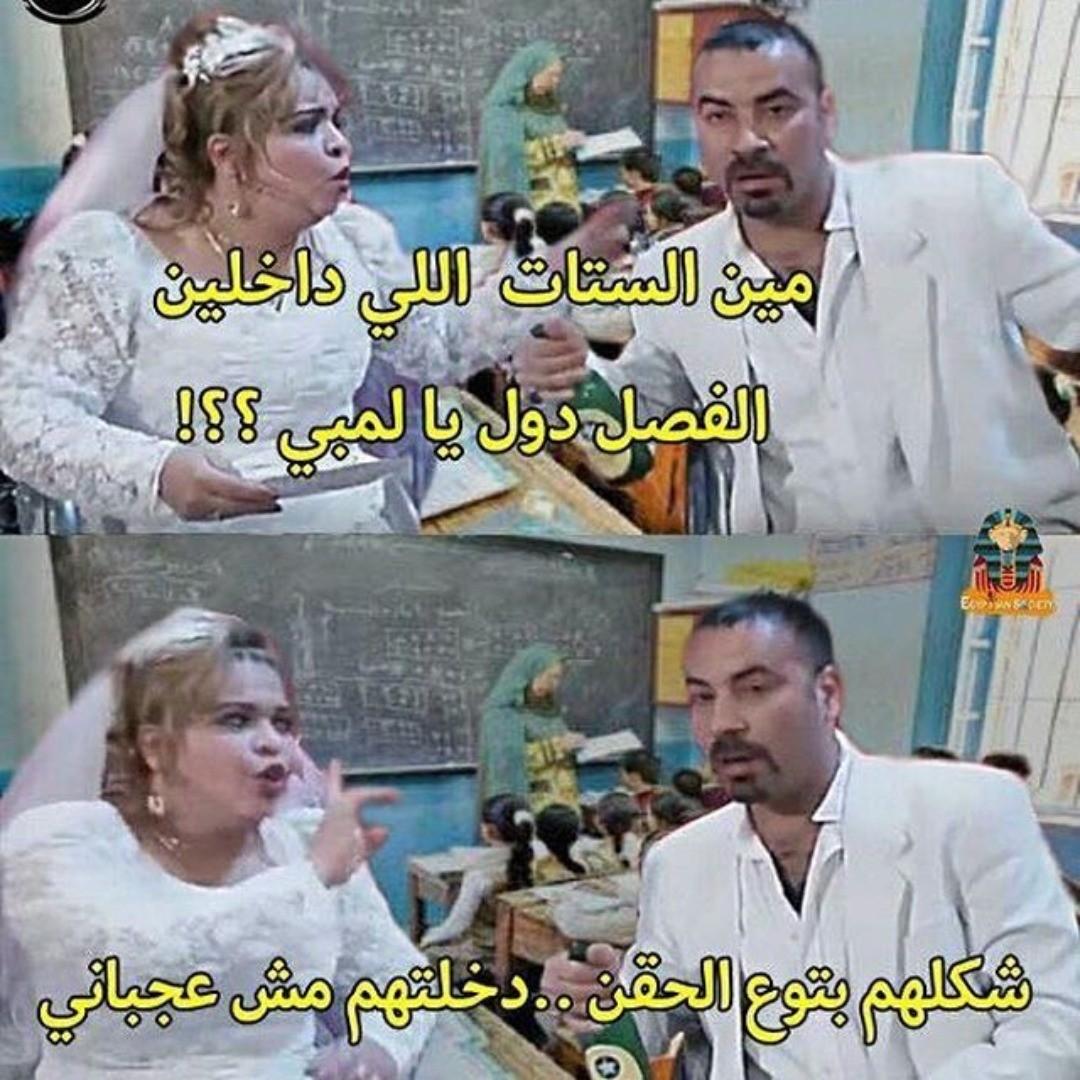 مين الستات اللي داخلين
الفصل دول يا لمبي ؟؟!
EGYPTIAN SOCIETY
شكلهم بتوع الحقن ..دخلتهم مش عجباني